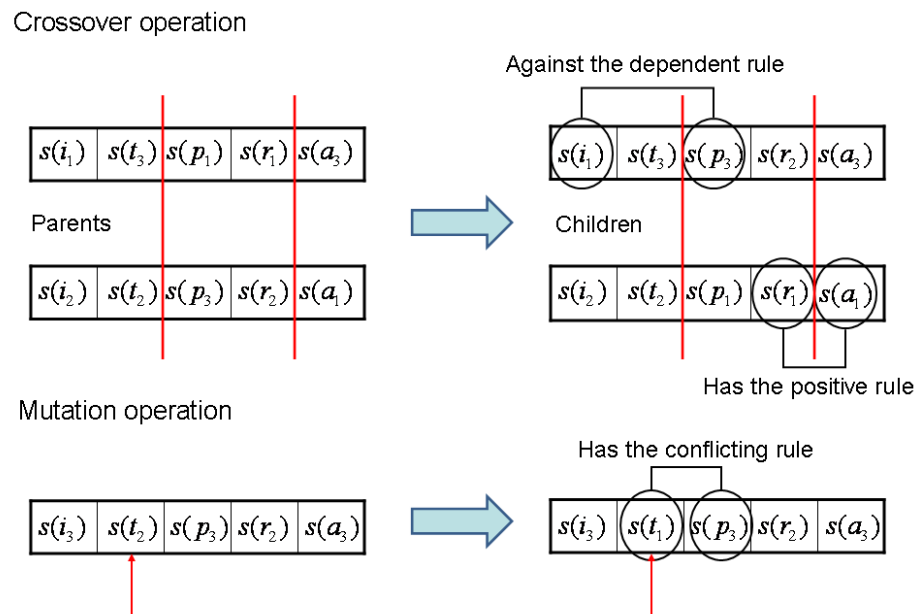 Crossover operation
Against the dependent rule
s(i₁) s(t₃) s(p₁) s(r₁) s(a₃)
s(i₁) s(t₃) s(p₃) s(r₂) s(a₃)
Parents
Children
s(i₂) s(t₂) s(p₃) s(r₂) s(a₁)
s(i₂) s(t₂) s(p₁) s(r₁) s(a₁)
Has the positive rule
Mutation operation
Has the conflicting rule
s(i₃) s(t₂) s(p₃) s(r₂) s(a₃)
s(i₃) s(t₁) s(p₃) s(r₂) s(a₃)